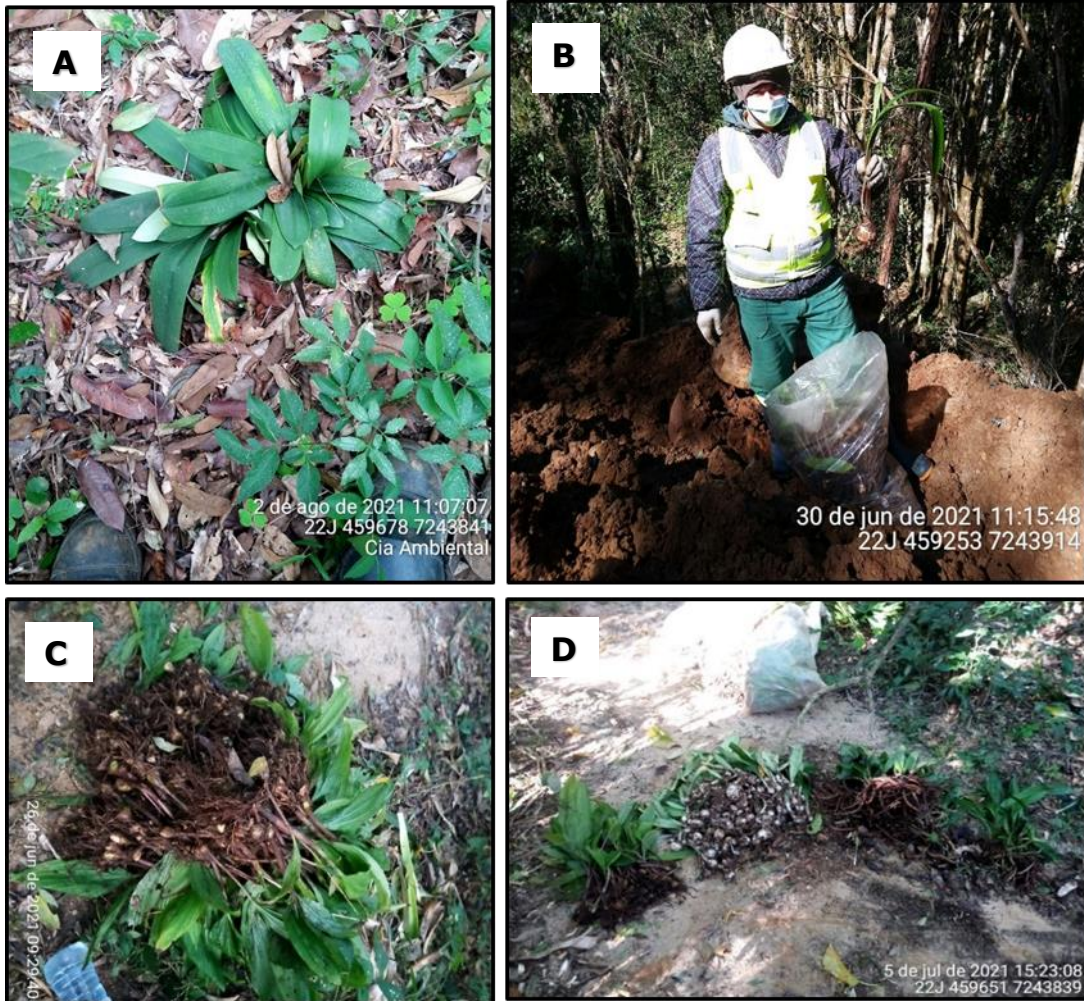 A
2 de ago de 2021 11:07:07
22J 459678 7243841
Cia Ambiental
B
30 de jun de 2021 11:15:48
22J 459253 7243914
C
26 de jun de 2021 09:29:40
D
5 de jul de 2021 15:23:08
22J 459651 7243839